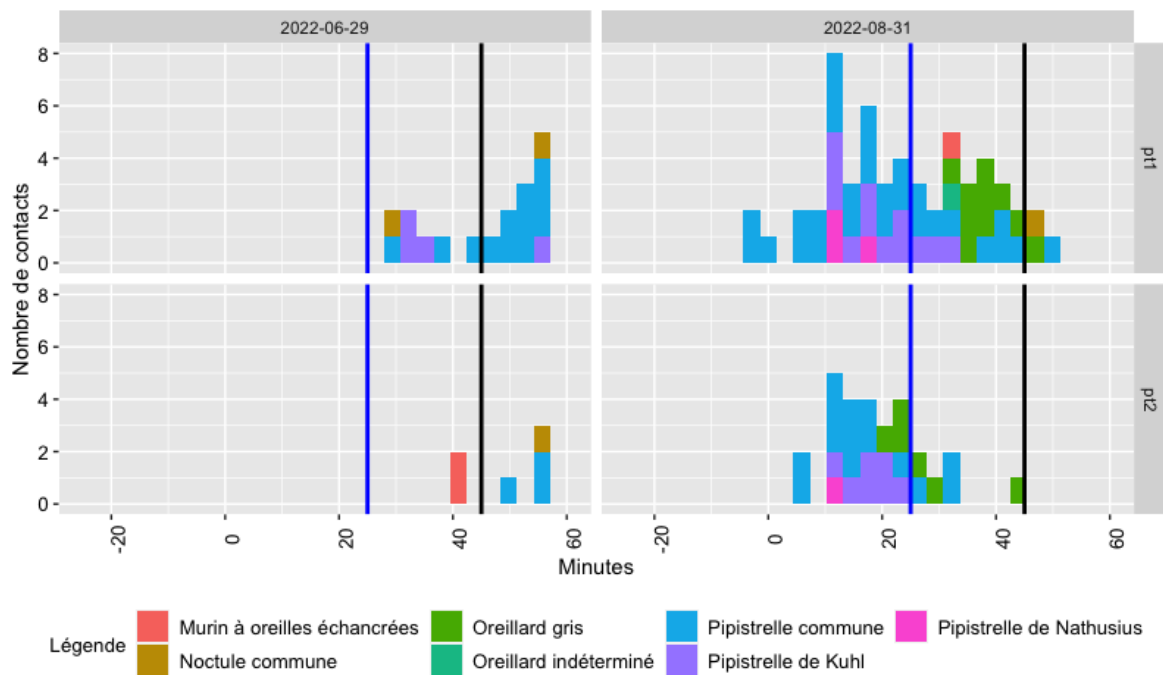 2022-06-29
2022-08-31
Nombre de contacts
8
6
4
2
0
pt1
8
6
4
2
0
pt2
-20
0
20
40
60
-20
0
20
40
60
Minutes
Légende
Murin à oreilles échancrées
Oreillard gris
Pipistrelle commune
Pipistrelle de Nathusius
Noctule commune
Oreillard indéterminé
Pipistrelle de Kuhl